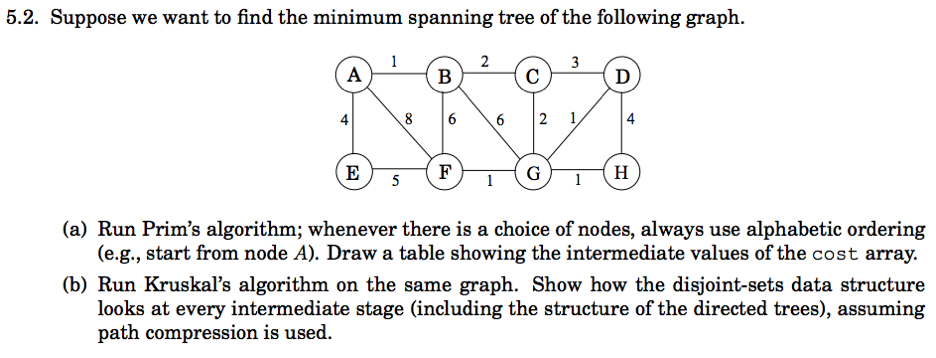 5.2. Suppose we want to find the minimum spanning tree of the following graph.
1 2 3
A B C D
4 8 6 6 2 1 4
E F G H
5 1 1
(a) Run Prim's algorithm; whenever there is a choice of nodes, always use alphabetic ordering
(e.g., start from node A). Draw a table showing the intermediate values of the cost array.
(b) Run Kruskal's algorithm on the same graph. Show how the disjoint-sets data structure
looks at every intermediate stage (including the structure of the directed trees), assuming
path compression is used.